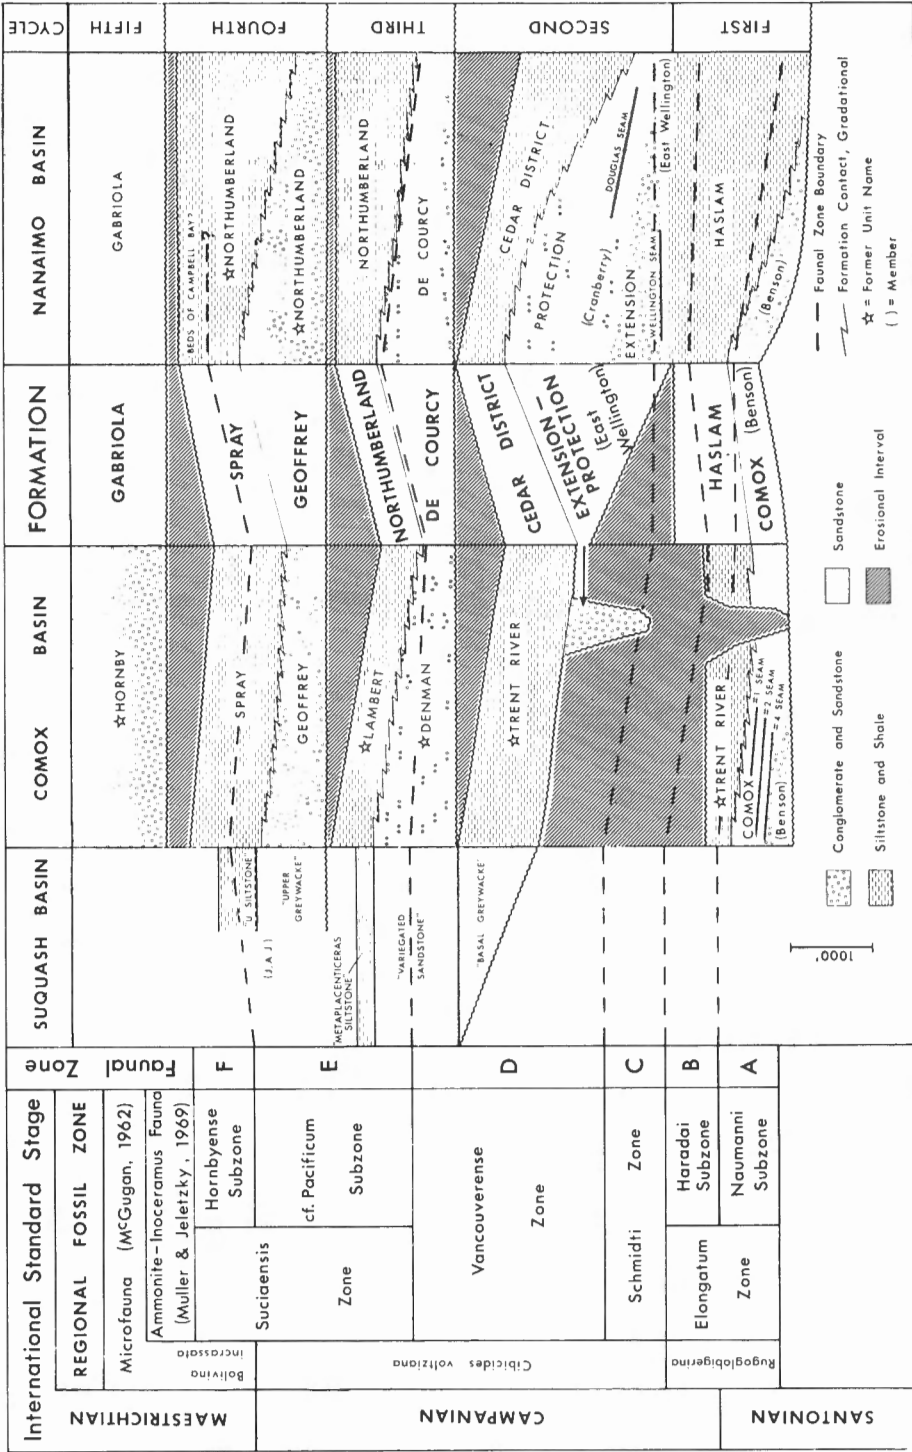 International Standard Stage
REGIONAL FOSSIL ZONE
Microfauna (McGugan, 1962)
Ammonite-Inoceramus Fauna
(Muller & Jeletzky, 1969)
Faunal Zone
SUQUASH BASIN
COMOX BASIN
FORMATION
NANAIMO BASIN
CYCLE
MAESTRICHTIAN
CAMPANIAN
SANTONIAN
Bolivina
incrassata
Cibicides voltziana
Rugoglobigerina
Suciaensis
Zone
Hornbyense
Subzone
cf. Pacificum
Subzone
Vancouverense
Zone
Schmidti Zone
Elongatum
Zone
Haradai
Subzone
Naumanni
Subzone
F
E
D
C
B
A
"U SILTSTONE"
(J.A J)
"UPPER
GREYWACKE"
"METAPLACENTICERAS
SILTSTONE"
"VARIEGATED
SANDSTONE"
"BASAL GREYWACKE"
☆HORNBY
SPRAY
GEOFFREY
☆LAMBERT
☆DENMAN
☆TRENT RIVER
☆TRENT RIVER
COMOX
#1 SEAM
#2 SEAM
#4 SEAM
(Benson)
GABRIOLA
SPRAY
GEOFFREY
NORTHUMBERLAND
DE COURCY
CEDAR DISTRICT
EXTENSION –
PROTECTION
(East
Wellington)
HASLAM
COMOX (Benson)
GABRIOLA
BEDS OF CAMPBELL BAY?
?
☆NORTHUMBERLAND
☆NORTHUMBERLAND
NORTHUMBERLAND
DE COURCY
CEDAR DISTRICT
PROTECTION
DOUGLAS SEAM
(Cranberry)
EXTENSION
WELLINGTON SEAM
(East Wellington)
HASLAM
(Benson)
FIFTH
FOURTH
THIRD
SECOND
FIRST
1000'
Conglomerate and Sandstone
Siltstone and Shale
Sandstone
Erosional Interval
Faunal Zone Boundary
Formation Contact, Gradational
☆ = Former Unit Name
( ) = Member